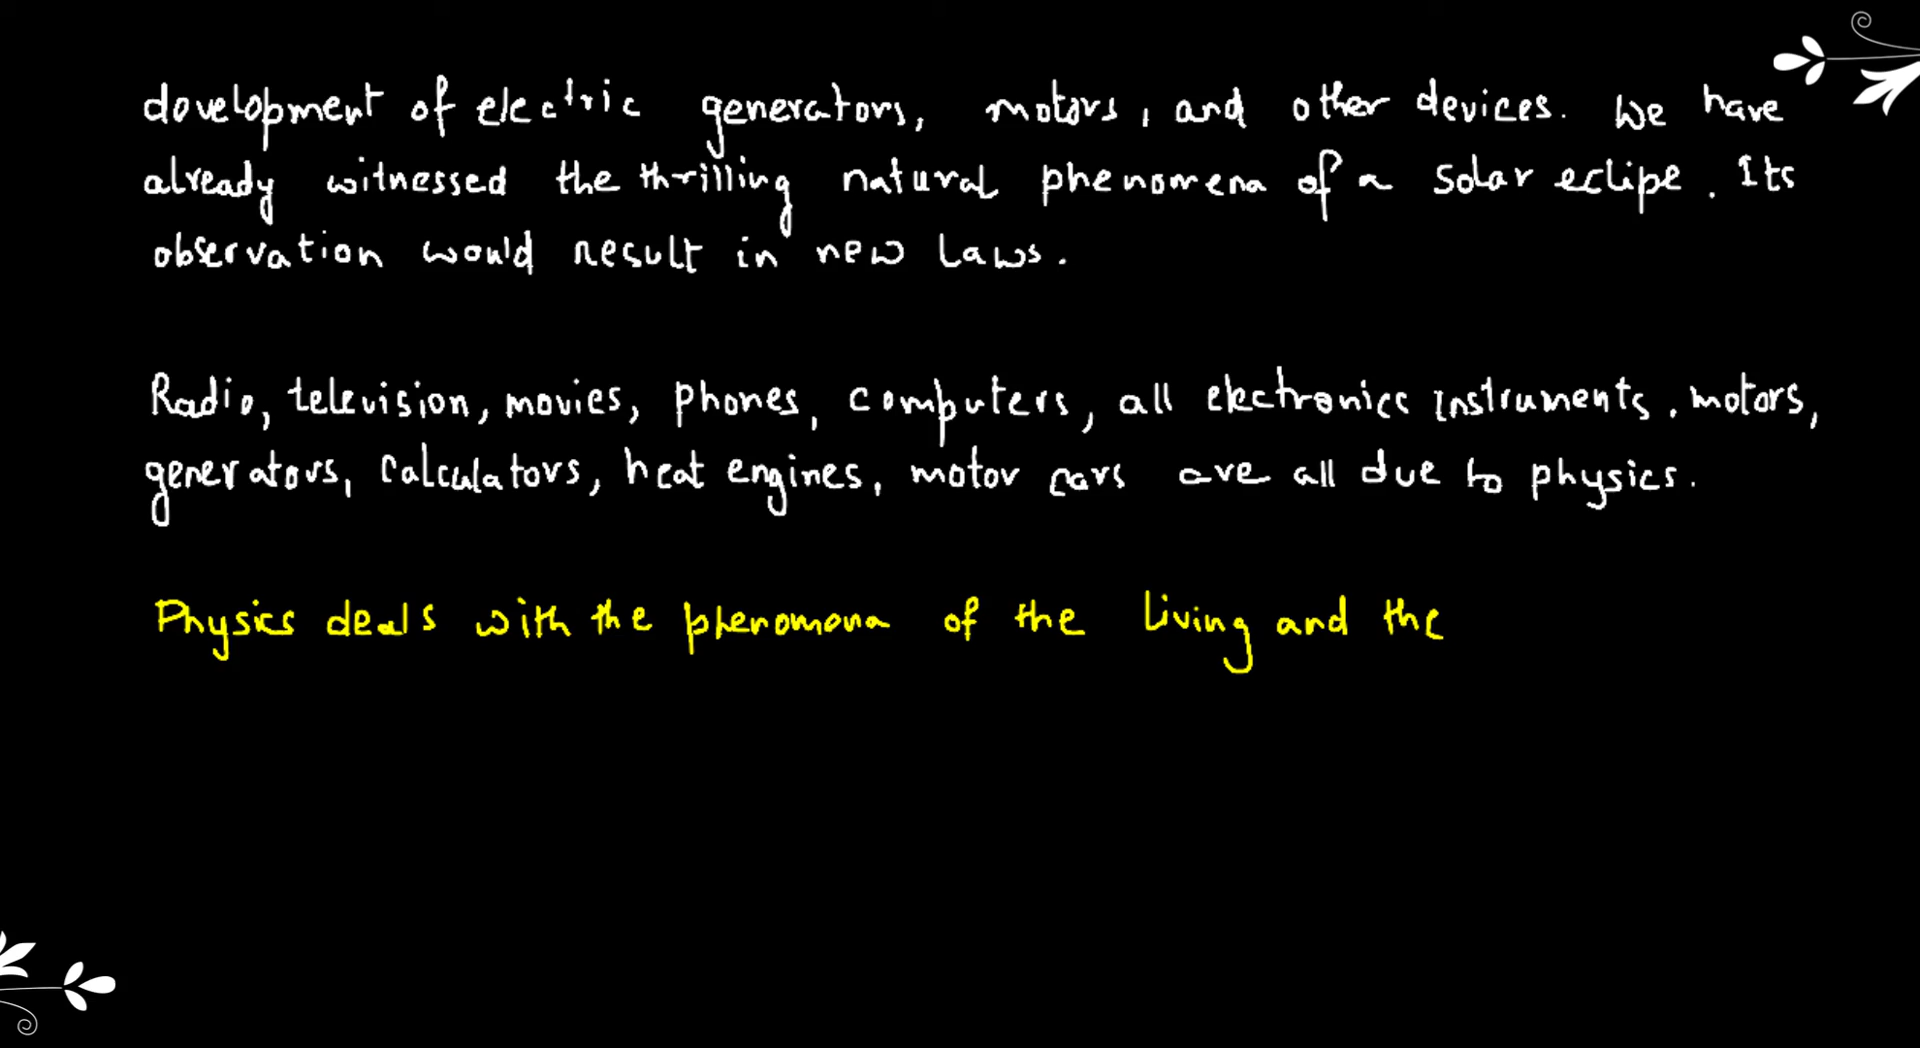 dovelopment of electric generators, motors, and other devices. We have
already witnessed the thrilling natural phenomena of a solar eclipe. Its
observation would result in new laws.
Radio, television, movies, phones, computers, all electronics instruments, motors,
generators, calculators, heat engines, motor cars are all due to physics.
Physics deals with the phenomona of the living and the